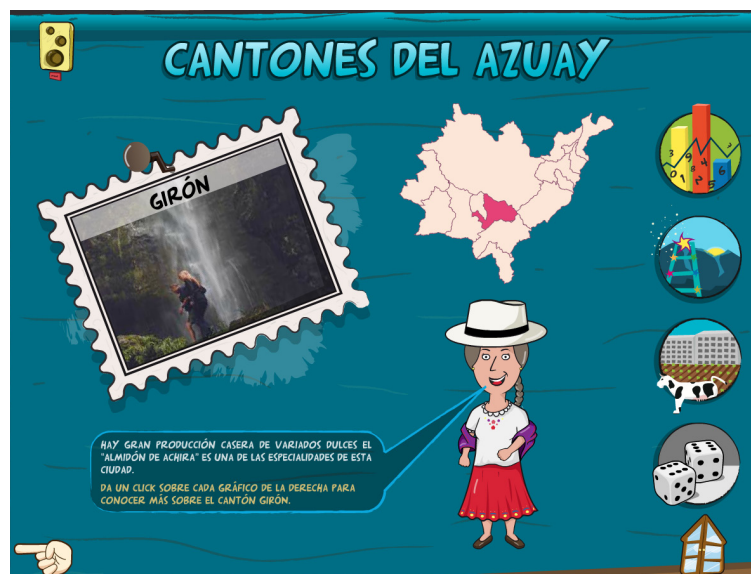 CANTONES DEL AZUAY
GIRÓN
HAY GRAN PRODUCCIÓN CASERA DE VARIADOS DULCES EL
"ALMIDÓN DE ACHIRA" ES UNA DE LAS ESPECIALIDADES DE ESTA
CIUDAD.
DA UN CLICK SOBRE CADA GRÁFICO DE LA DERECHA PARA
CONOCER MÁS SOBRE EL CANTÓN GIRÓN.